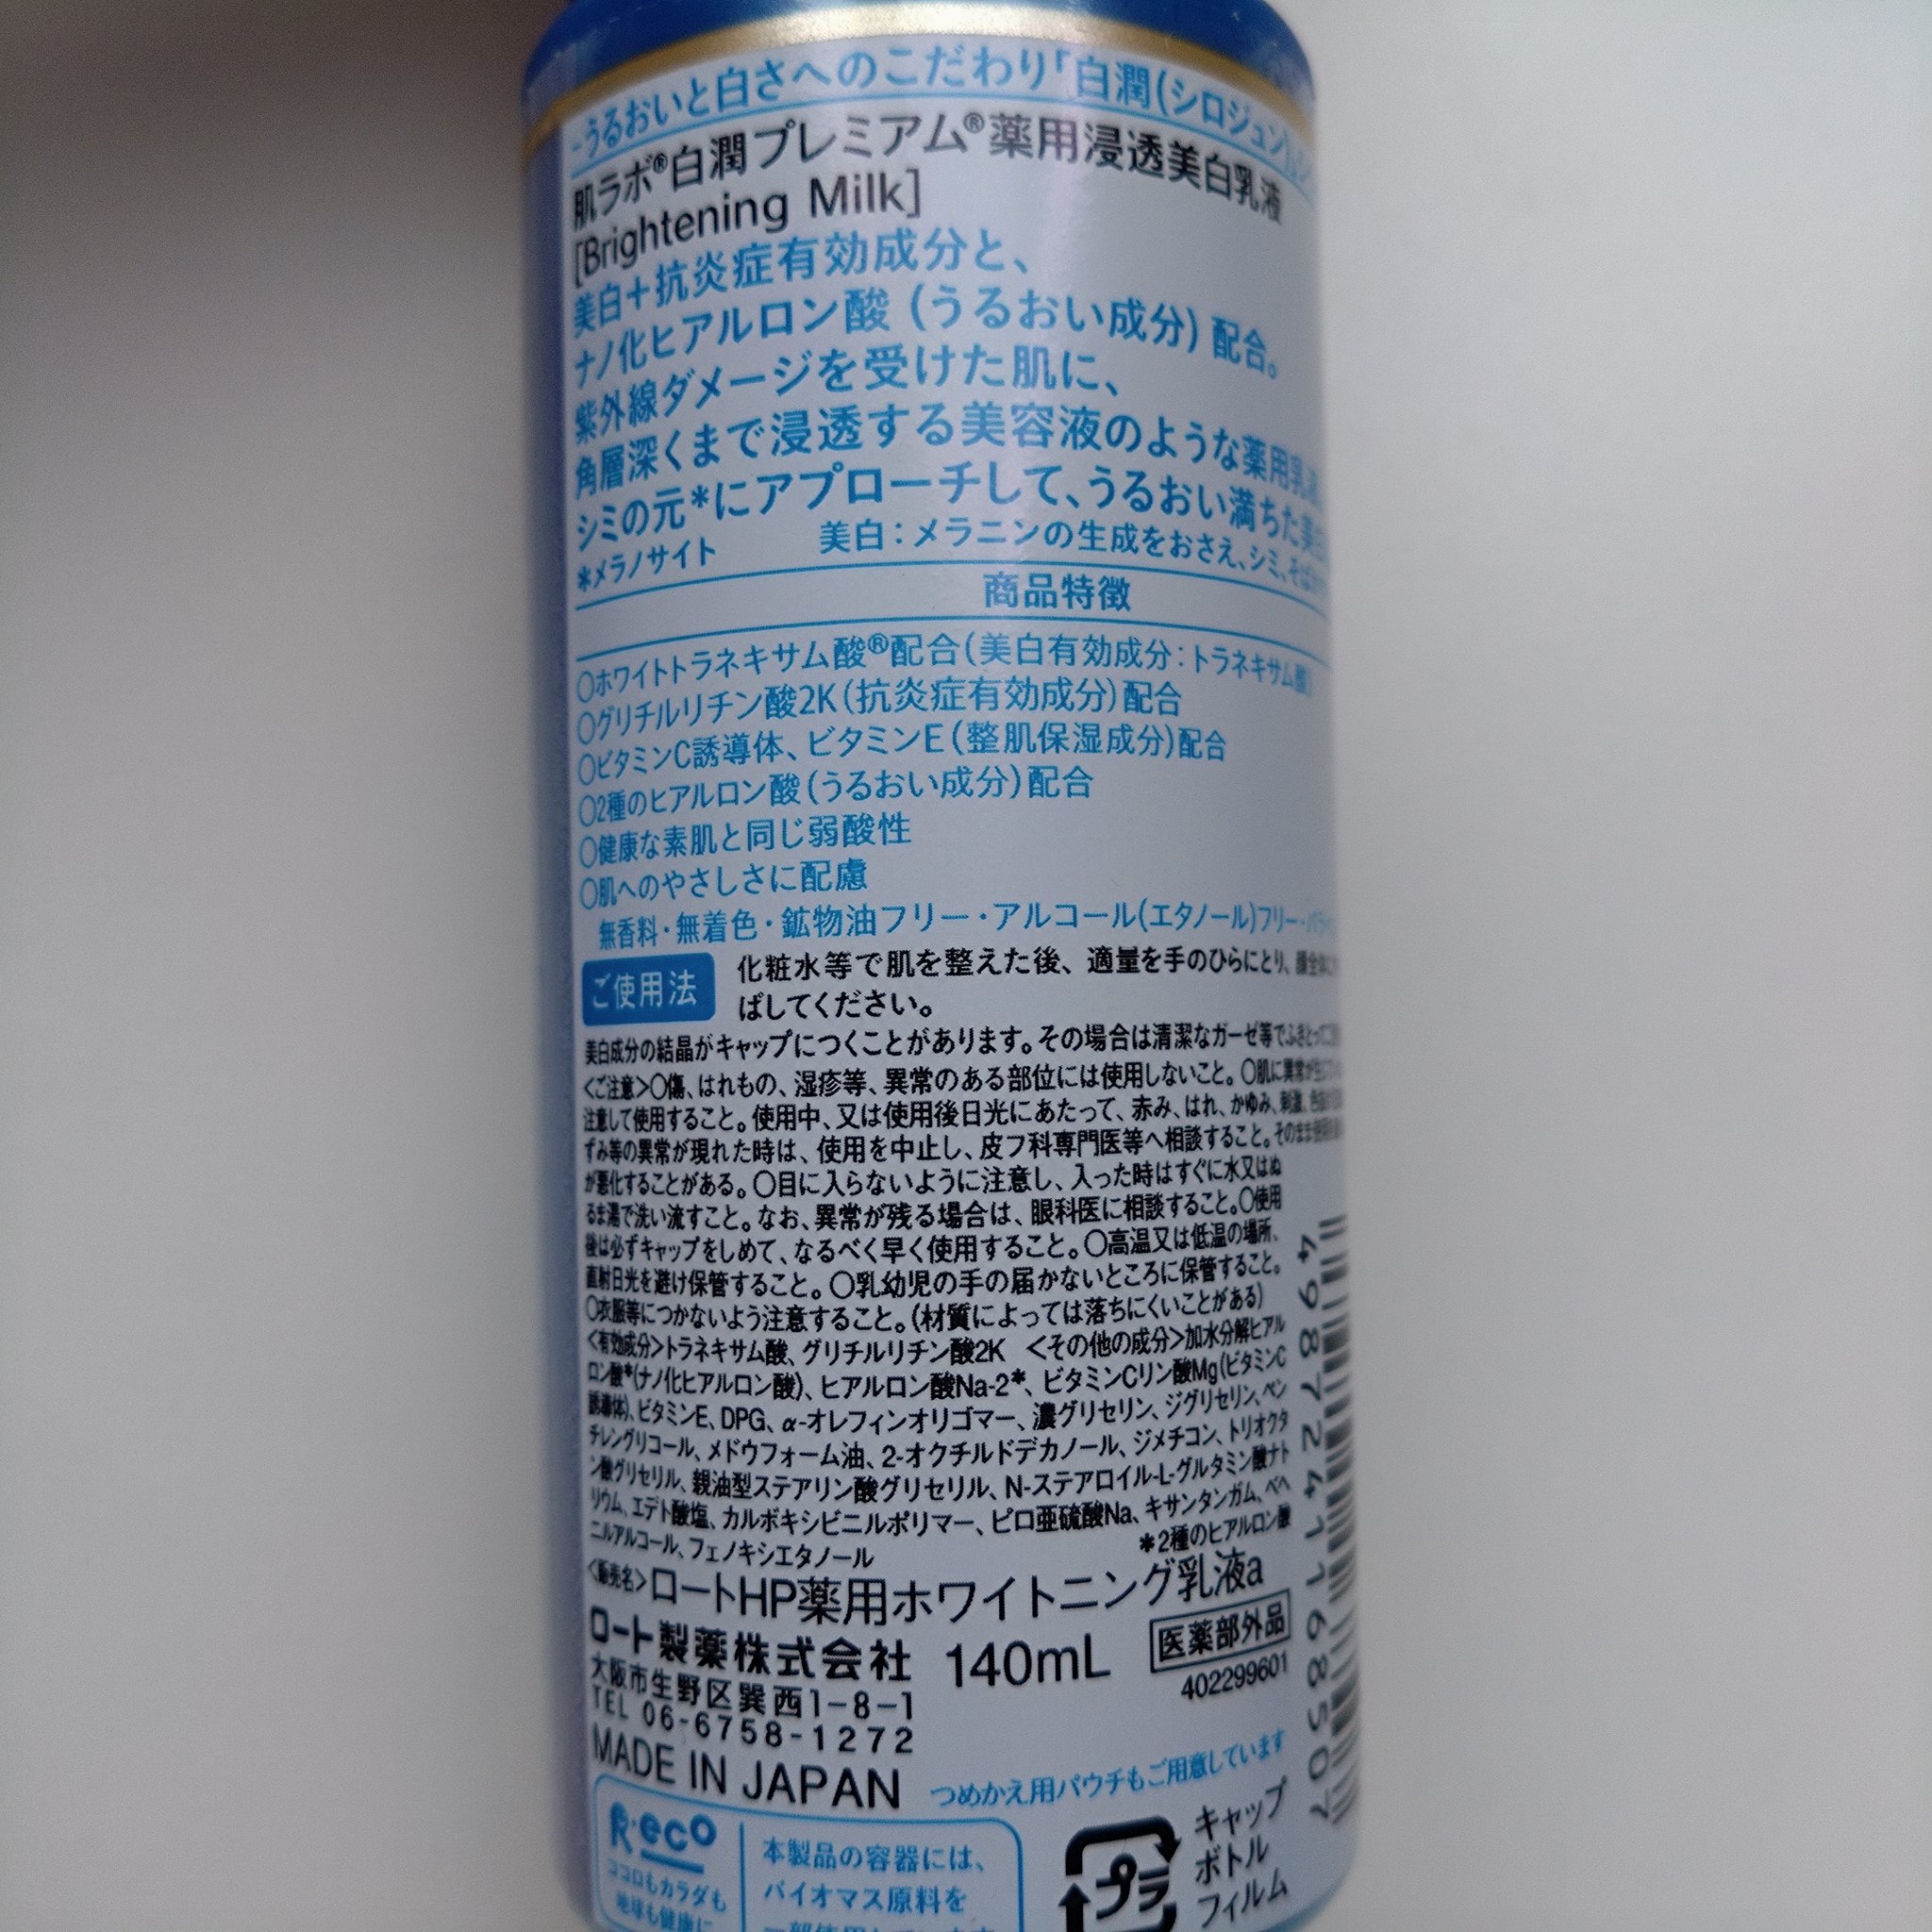 -うるおいと白さへのこだわり「白潤(シロジュン)
肌ラボ®白潤プレミアム®薬用浸透美白乳液
[Brightening Milk]
美白+抗炎症有効成分と、
ナノ化ヒアルロン酸(うるおい成分)配合。
紫外線ダメージを受けた肌に、
角層深くまで浸透する美容液のような薬用乳液
シミの元*にアプローチして、うるおい満ちた美白
*メラノサイト 美白:メラニンの生成をおさえ、シミ、そば
商品特徴
○ホワイトトラネキサム酸®配合(美白有効成分:トラネキサム酸)
○グリチルリチン酸2K(抗炎症有効成分)配合
○ビタミンC誘導体、ビタミンE(整肌保湿成分)配合
○2種のヒアルロン酸(うるおい成分)配合
○健康な素肌と同じ弱酸性
○肌へのやさしさに配慮
無香料・無着色・鉱物油フリー・アルコール(エタノール)フリー・パラ
ご使用法 化粧水等で肌を整えた後、適量を手のひらにとり、顔全体に
ばしてください。
美白成分の結晶がキャップにつくことがあります。その場合は清潔なガーゼ等でふきとって
<ご注意>○傷、はれもの、湿疹等、異常のある部位には使用しないこと。○肌に異常が生じて
注意して使用すること。使用中、又は使用後日光にあたって、赤み、はれ、かゆみ、刺激、
ずみ等の異常が現れた時は、使用を中止し、皮フ科専門医等へ相談すること。そのまま
が悪化することがある。○目に入らないように注意し、入った時はすぐに水又はぬ
るま湯で洗い流すこと。なお、異常が残る場合は、眼科医に相談すること。○使用
後は必ずキャップをしめて、なるべく早く使用すること。○高温又は低温の場所、
直射日光を避け保管すること。○乳幼児の手の届かないところに保管すること。
○衣服等につかないよう注意すること。(材質によっては落ちにくいことがある)
<有効成分>トラネキサム酸、グリチルリチン酸2K <その他の成分>加水分解ヒアル
ロン酸*(ナノ化ヒアルロン酸)、ヒアルロン酸Na-2*、ビタミンCリン酸Mg(ビタミンC
誘導体)、ビタミンE、DPG、α-オレフィンオリゴマー、濃グリセリン、ジグリセリン、ペン
チレングリコール、メドウフォーム油、2-オクチルドデカノール、ジメチコン、トリオクタ
ン酸グリセリル、親油型ステアリン酸グリセリル、N-ステアロイル-L-グルタミン酸ナト
リウム、エデト酸塩、カルボキシビニルポリマー、ピロ亜硫酸Na、キサンタンガム、ベヘ
ニルアルコール、フェノキシエタノール *2種のヒアルロン酸
<販売名>ロートHP薬用ホワイトニング乳液a
ロート製薬株式会社 140mL 医薬部外品
大阪市生野区巽西1-8-1 402299601
TEL 06-6758-1272
MADE IN JAPAN つめかえ用パウチもご用意しています
4987241168507
R・eco
ココロもカラダも
地球も健康に
本製品の容器には、
バイオマス原料を
一部使用しています
プラ
キャップ
ボトル
フィルム